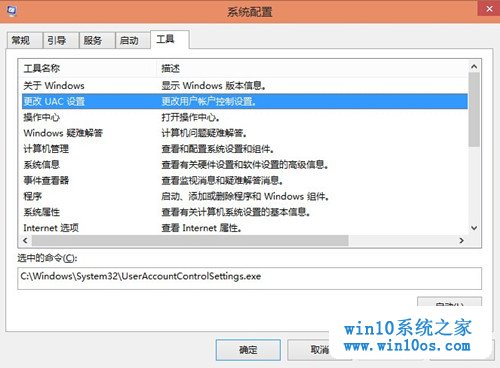 系统配置
常规 引导 服务 启动 工具
工具名称 描述
关于 Windows 显示 Windows 版本信息。
更改 UAC 设置 更改用户帐户控制设置。
操作中心 打开操作中心。
Windows 疑难解答 计算机问题疑难解答。
计算机管理 查看和配置系统设置和组件。
系统信息 查看有关硬件设置和软件设置的高级信息。
事件查看器 查看监视消息和疑难解答消息。
程序 启动、添加或删除程序和 Windows 组件。
系统属性 查看有关计算机系统设置的基本信息。
Internet 选项 查看 Internet 属性。
选中的命令(C):
C:\Windows\System32\UserAccountControlSettings.exe
确定 取消
win10系统之家
www.win10os.com